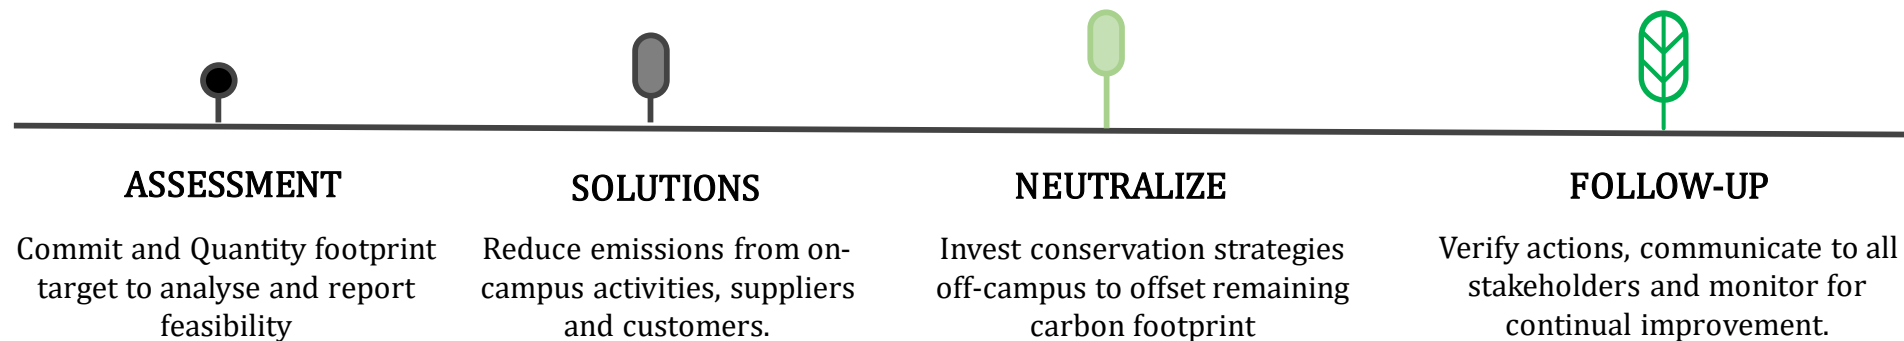 ASSESSMENT
Commit and Quantity footprint
target to analyse and report
feasibility
SOLUTIONS
Reduce emissions from on-
campus activities, suppliers
and customers.
NEUTRALIZE
Invest conservation strategies
off-campus to offset remaining
carbon footprint
FOLLOW-UP
Verify actions, communicate to all
stakeholders and monitor for
continual improvement.